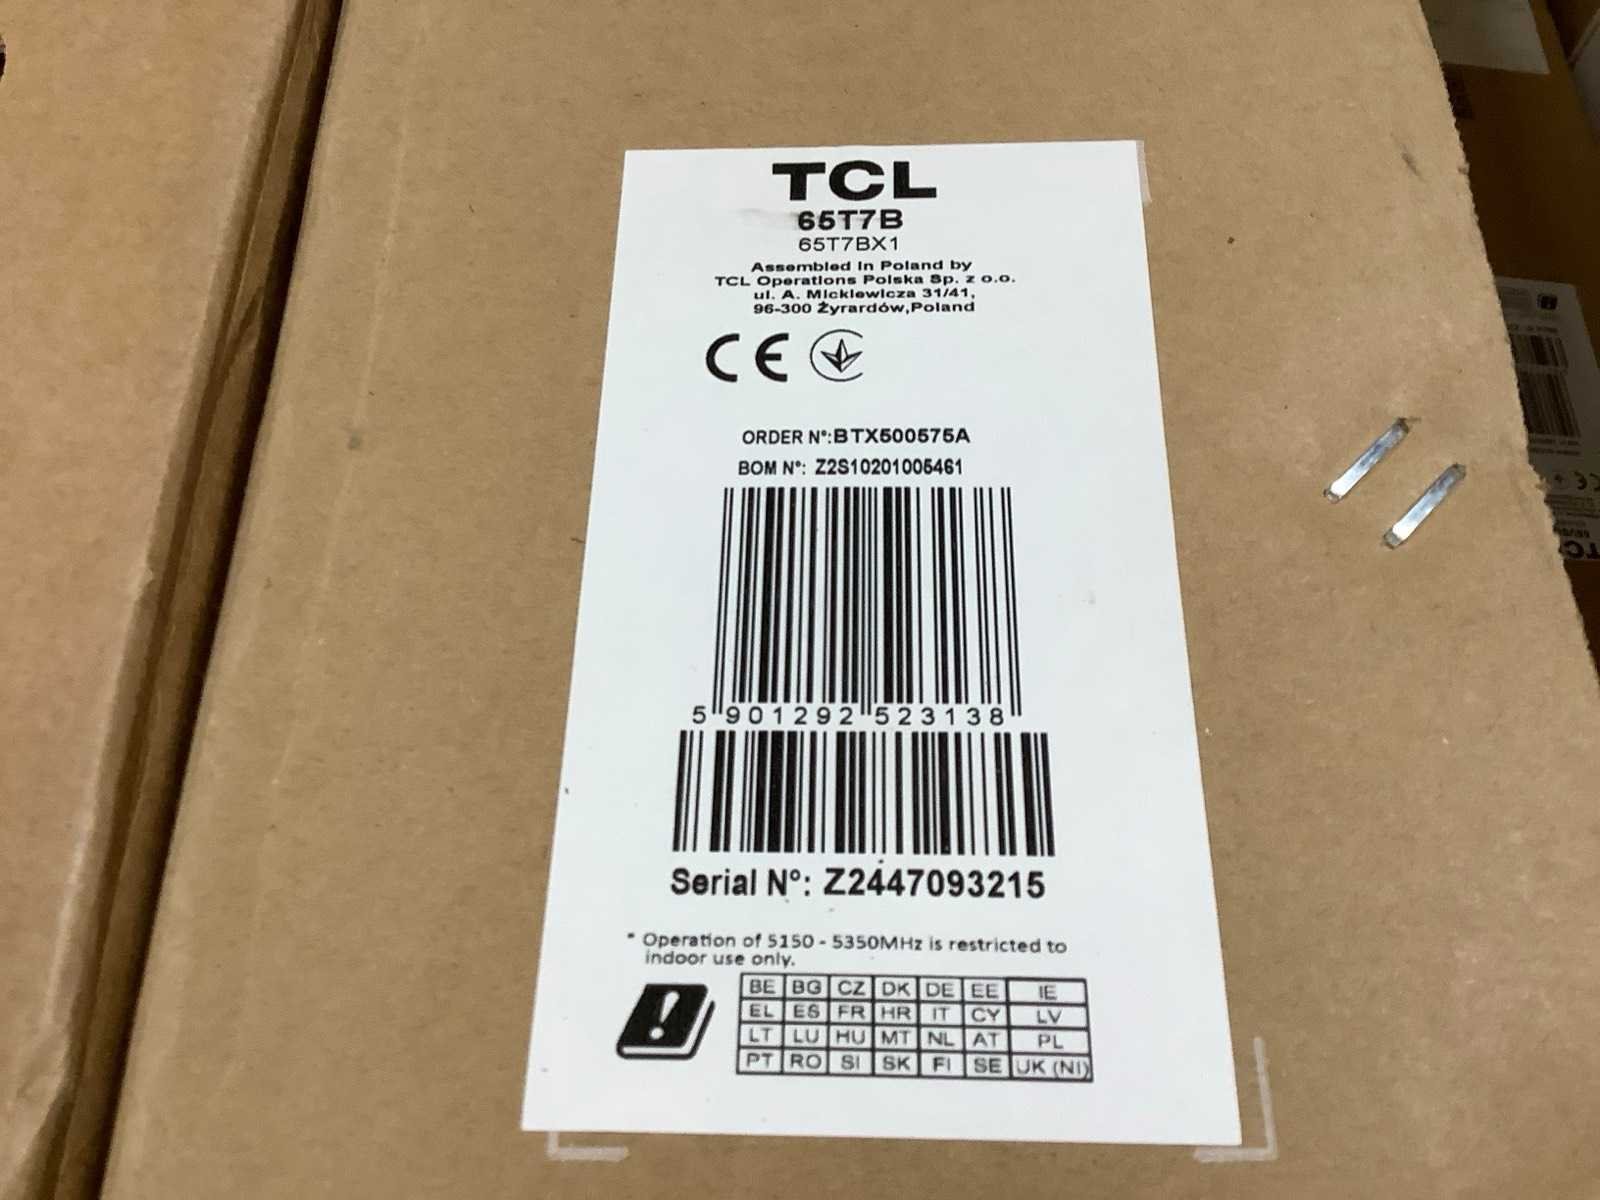 TCL
65T7B
65T7BX1
Assembled in Poland by
TCL Operations Polska Sp. z o.o.
ul. A. Mickiewicza 31/41,
96-300 Żyrardów,Poland
CE
ORDER N°:BTX500575A
BOM N°: Z2S10201005461
5 901292 523138
Serial N°: Z2447093215
* Operation of 5150 - 5350MHz is restricted to
indoor use only.
BE BG CZ DK DE EE IE
EL ES FR HR IT CY LV
LT LU HU MT NL AT PL
PT RO SI SK FI SE UK (NI)